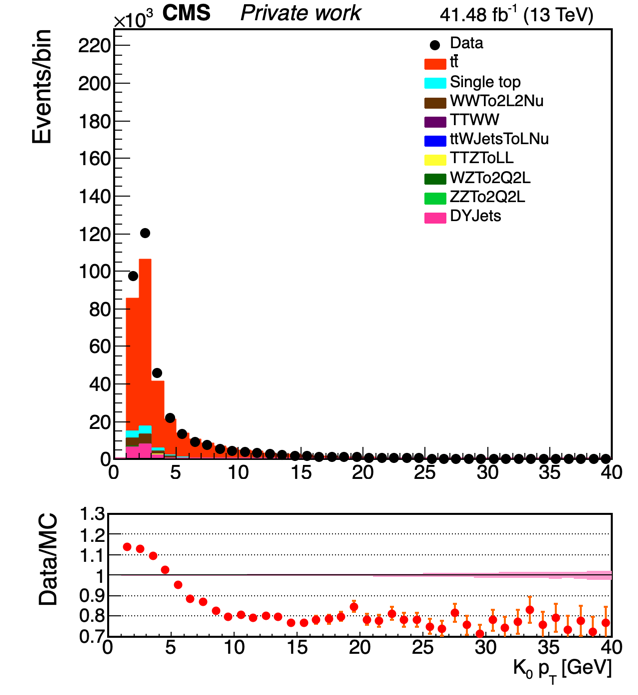 ×10³ CMS Private work 41.48 fb⁻¹ (13 TeV)
Events/bin
220
200
180
160
140
120
100
80
60
40
20
0
Data
tt̄
Single top
WWTo2L2Nu
TTWW
ttWJetsToLNu
TTZToLL
WZTo2Q2L
ZZTo2Q2L
DYJets
0 5 10 15 20 25 30 35 40
Data/MC
1.3
1.2
1.1
1
0.9
0.8
0.7
0 5 10 15 20 25 30 35 40
K₀ p_T [GeV]